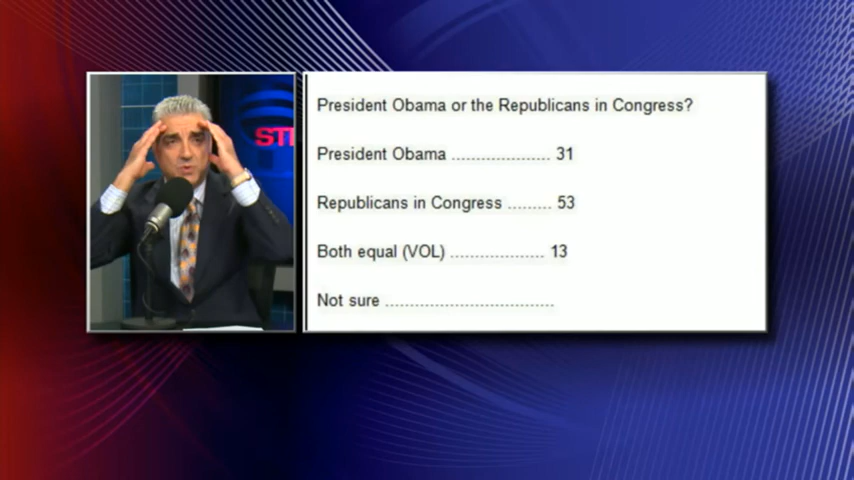 STE
President Obama or the Republicans in Congress?
President Obama ..................... 31
Republicans in Congress ......... 53
Both equal (VOL) .................... 13
Not sure ...................................